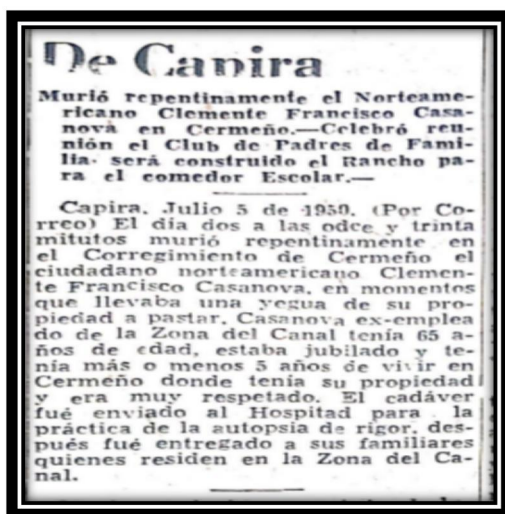 De Capira
Murió repentinamente el Norteame-
ricano Clemente Francisco Casa-
nova en Cermeño.—Celebró reu-
nión el Club de Padres de Fami-
lia. será construido el Rancho pa-
ra el comedor Escolar.—
Capira, Julio 5 de 1950. (Por Co-
rreo) El día dos a las odce y trinta
mitutos murió repentinamente en
el Corregimiento de Cermeño el
ciudadano norteamericano Clemen-
te Francisco Casanova, en momentos
que llevaba una yegua de su pro-
piedad a pastar. Casanova ex-emplea
do de la Zona del Canal tenía 65 a-
ños de edad, estaba jubilado y te-
nía más o menos 5 años de vivir en
Cermeño donde tenía su propiedad
y era muy respetado. El cadáver
fué enviado al Hospitad para la
práctica de la autopsia de rigor, des-
pués fué entregado a sus familiares
quienes residen en la Zona del Ca-
nal.